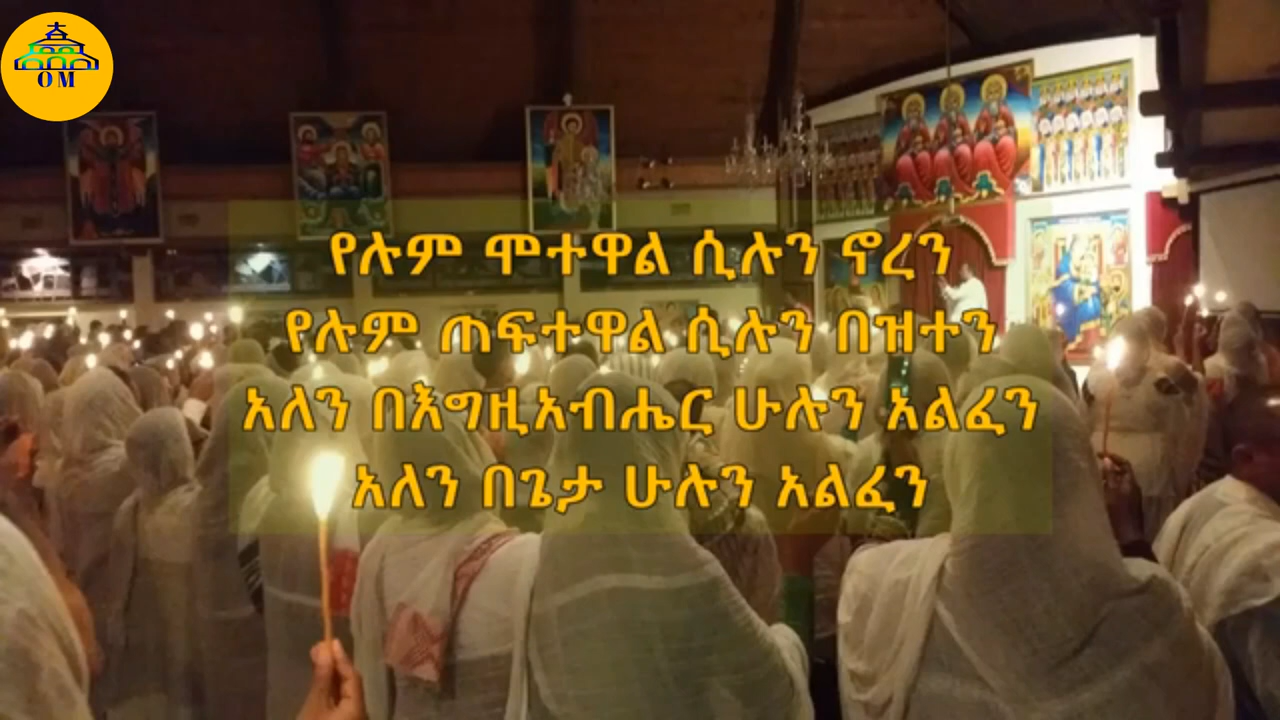 OM
የሉም ሞተዋል ሲሉን ኖረን
የሉም ጠፍተዋል ሲሉን በዝተን
አለን በእግዚአብሔር ሁሉን አልፈን
አለን በጌታ ሁሉን አልፈን